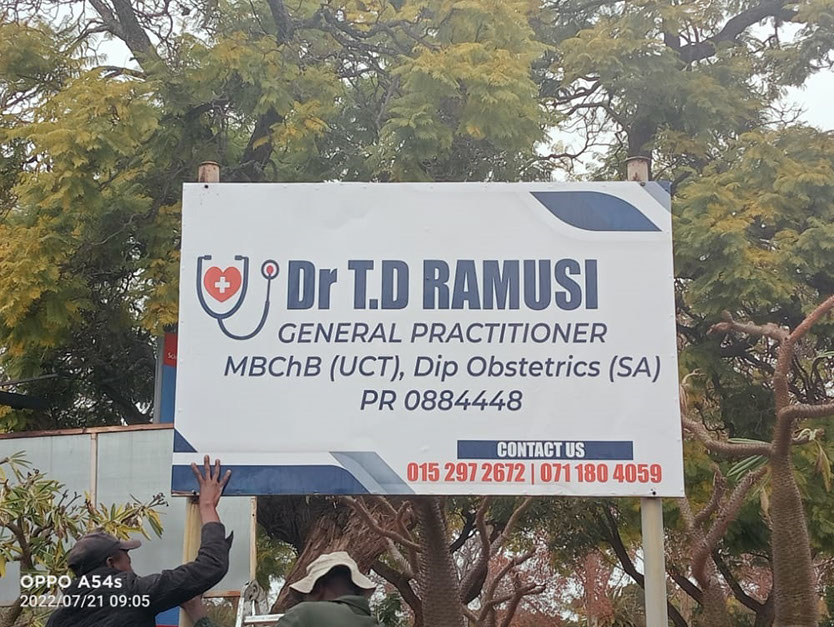 Dr T.D RAMUSI
GENERAL PRACTITIONER
MBChB (UCT), Dip Obstetrics (SA)
PR 0884448
CONTACT US
015 297 2672 | 071 180 4059
OPPO A54s
2022/07/21 09:05